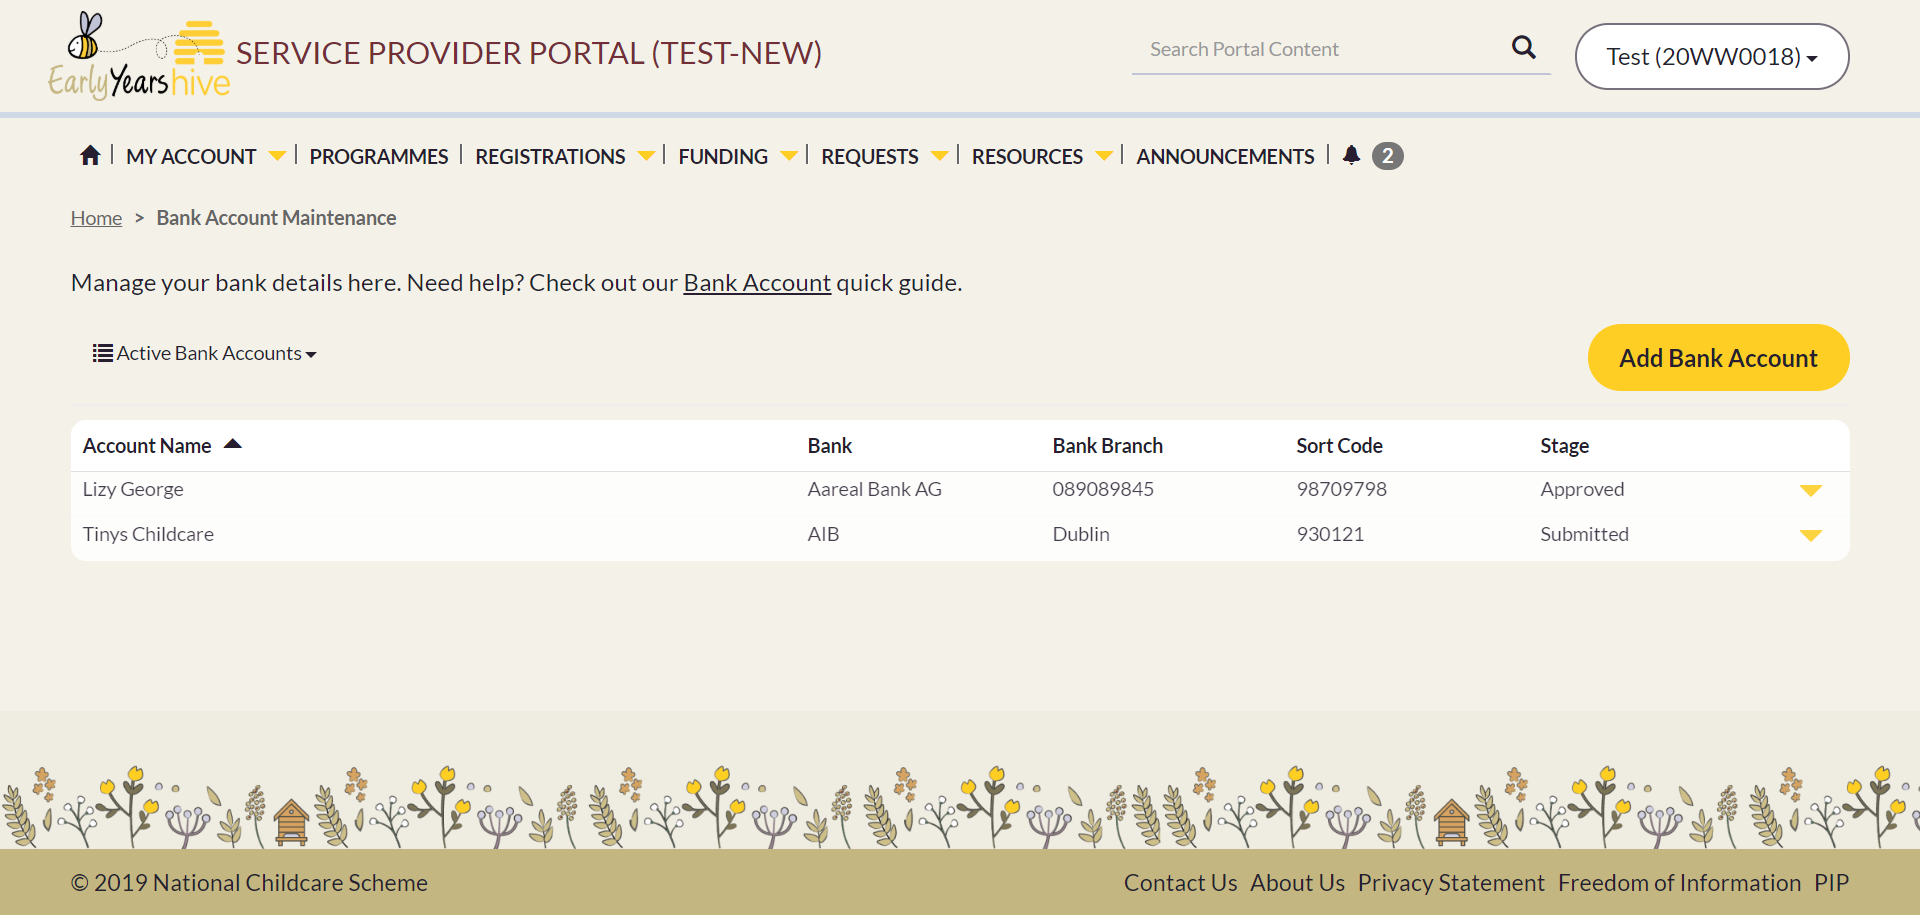 Early Years hive
SERVICE PROVIDER PORTAL (TEST-NEW)
Search Portal Content
Test (20WW0018)
MY ACCOUNT
PROGRAMMES
REGISTRATIONS
FUNDING
REQUESTS
RESOURCES
ANNOUNCEMENTS
2
Home > Bank Account Maintenance
Manage your bank details here. Need help? Check out our Bank Account quick guide.
Active Bank Accounts
Add Bank Account
Account Name Bank Bank Branch Sort Code Stage
Lizy George Aareal Bank AG 089089845 98709798 Approved
Tinys Childcare AIB Dublin 930121 Submitted
© 2019 National Childcare Scheme
Contact Us About Us Privacy Statement Freedom of Information PIP